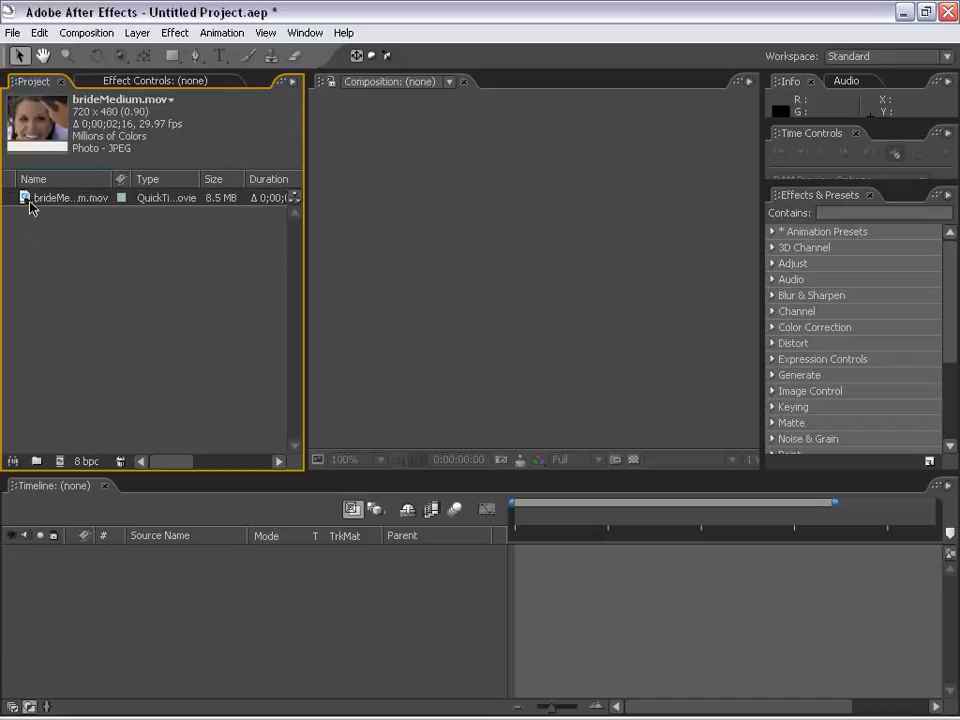 Adobe After Effects - Untitled Project.aep *
File Edit Composition Layer Effect Animation View Window Help
Workspace: Standard
Project Effect Controls: (none)
Composition: (none)
Info Audio
brideMedium.mov
720 x 480 (0.90)
Δ 0;00;02;16, 29.97 fps
Millions of Colors
Photo - JPEG
R : X :
G : Y :
Time Controls
Name Type Size Duration
brideMe...m.mov QuickTi...ovie 8.5 MB Δ 0;00;(
Effects & Presets
Contains:
* Animation Presets
3D Channel
Adjust
Audio
Blur & Sharpen
Channel
Color Correction
Distort
Expression Controls
Generate
Image Control
Keying
Matte
Noise & Grain
8 bpc
100% 0:00:00:00 Full
Timeline: (none)
# Source Name Mode T TrkMat Parent